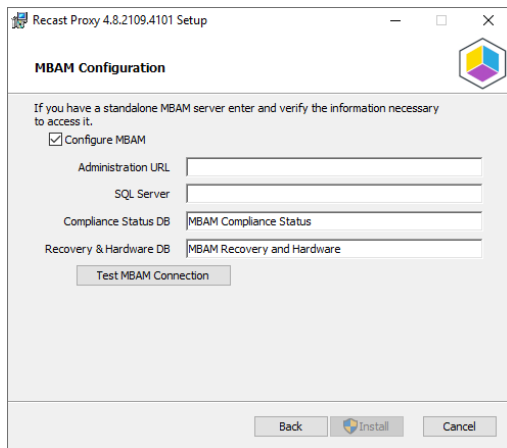 Recast Proxy 4.8.2109.4101 Setup
MBAM Configuration
If you have a standalone MBAM server enter and verify the information necessary
to access it.
Configure MBAM
Administration URL
SQL Server
Compliance Status DB MBAM Compliance Status
Recovery & Hardware DB MBAM Recovery and Hardware
Test MBAM Connection
Back Install Cancel